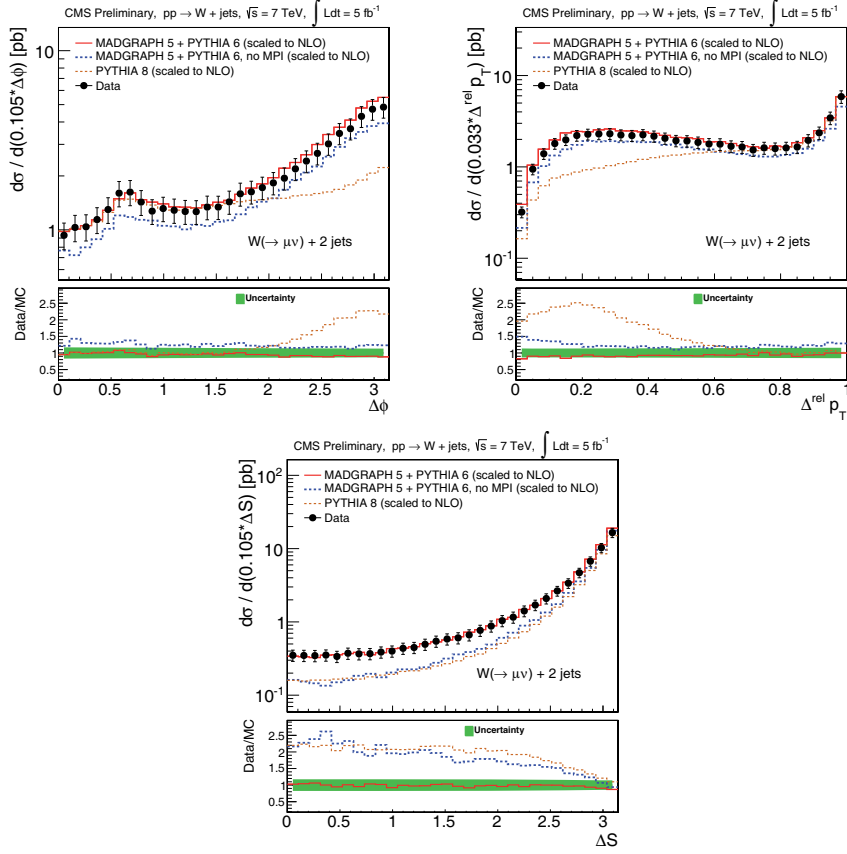 CMS Preliminary, pp → W + jets, √s = 7 TeV, ∫ Ldt = 5 fb⁻¹
dσ / d(0.105*Δϕ) [pb]
10
1
MADGRAPH 5 + PYTHIA 6 (scaled to NLO)
MADGRAPH 5 + PYTHIA 6, no MPI (scaled to NLO)
PYTHIA 8 (scaled to NLO)
Data
W(→ μν) + 2 jets
Data/MC
2.5
2
1.5
1
0.5
Uncertainty
0 0.5 1 1.5 2 2.5 3
Δϕ
CMS Preliminary, pp → W + jets, √s = 7 TeV, ∫ Ldt = 5 fb⁻¹
dσ / d(0.033*Δ^rel p_T) [pb]
10²
10
1
10⁻¹
MADGRAPH 5 + PYTHIA 6 (scaled to NLO)
MADGRAPH 5 + PYTHIA 6, no MPI (scaled to NLO)
PYTHIA 8 (scaled to NLO)
Data
W(→ μν) + 2 jets
Data/MC
2.5
2
1.5
1
0.5
Uncertainty
0 0.2 0.4 0.6 0.8 1
Δ^rel p_T
CMS Preliminary, pp → W + jets, √s = 7 TeV, ∫ Ldt = 5 fb⁻¹
dσ / d(0.105*ΔS) [pb]
10²
10
1
10⁻¹
MADGRAPH 5 + PYTHIA 6 (scaled to NLO)
MADGRAPH 5 + PYTHIA 6, no MPI (scaled to NLO)
PYTHIA 8 (scaled to NLO)
Data
W(→ μν) + 2 jets
Data/MC
2.5
2
1.5
1
0.5
Uncertainty
0 0.5 1 1.5 2 2.5 3
ΔS